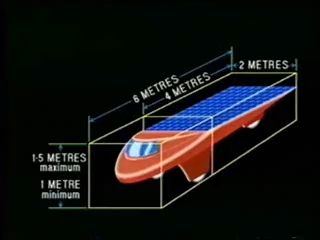 2 METRES
6 METRES
4 METRES
1·5 METRES
maximum
1 METRE
minimum